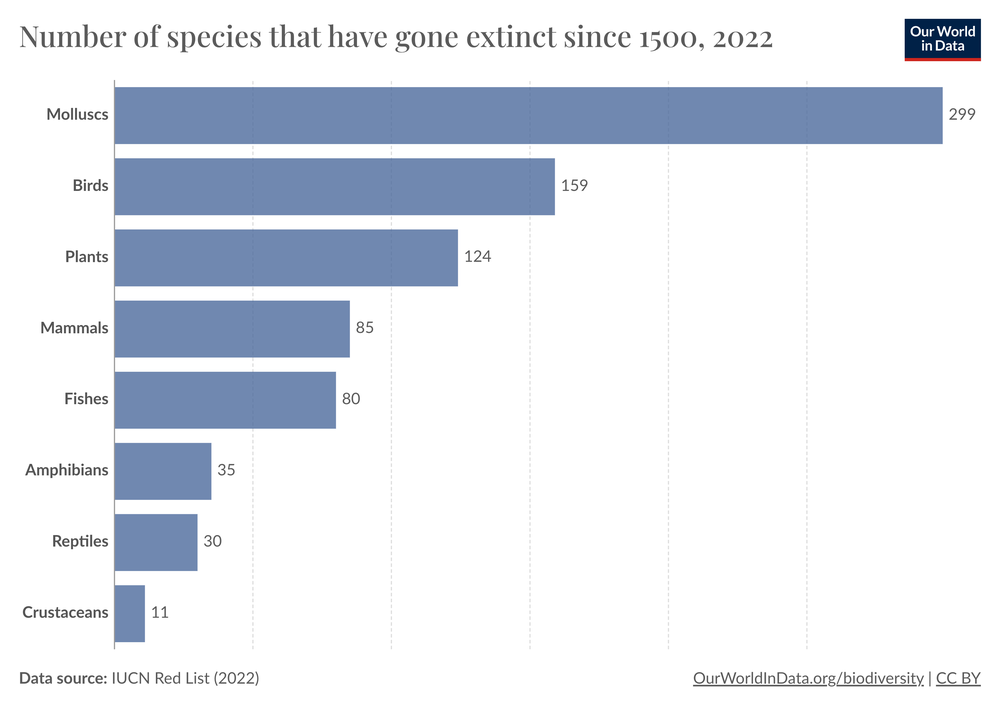 Number of species that have gone extinct since 1500, 2022
Our World
in Data
Molluscs 299
Birds 159
Plants 124
Mammals 85
Fishes 80
Amphibians 35
Reptiles 30
Crustaceans 11
Data source: IUCN Red List (2022)
OurWorldInData.org/biodiversity | CC BY